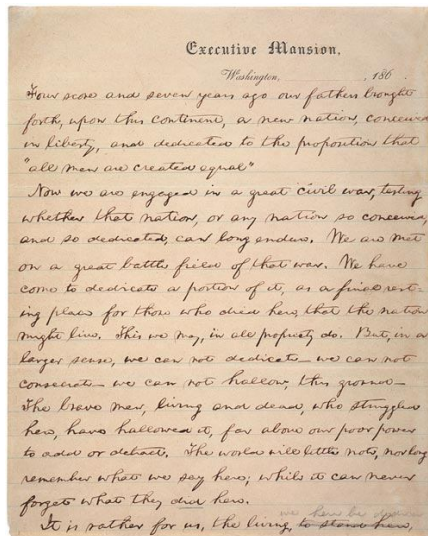 Executive Mansion,
Washington, , 186 .
Four score and seven years ago our fathers brought
forth, upon this continent, a new nation, conceived
in liberty, and dedicated to the proposition that
"all men are created equal"
Now we are engaged in a great civil war, testing
whether that nation, or any nation so conceived,
and so dedicated, can long endure. We are met
on a great battle field of that war. We have
come to dedicate a portion of it, as a final rest-
ing place for those who died here, that the nation
might live. This we may, in all propriety do. But, in a
larger sense, we can not dedicate — we can not
consecrate — we can not hallow, this ground —
The brave men, living and dead, who struggled
here, have hallowed it, far above our poor power
to add or detract. The world will little note, nor long
remember what we say here; while it can never
forget what they did here.
we here be dedica
It is rather for us, the living, to stand here,